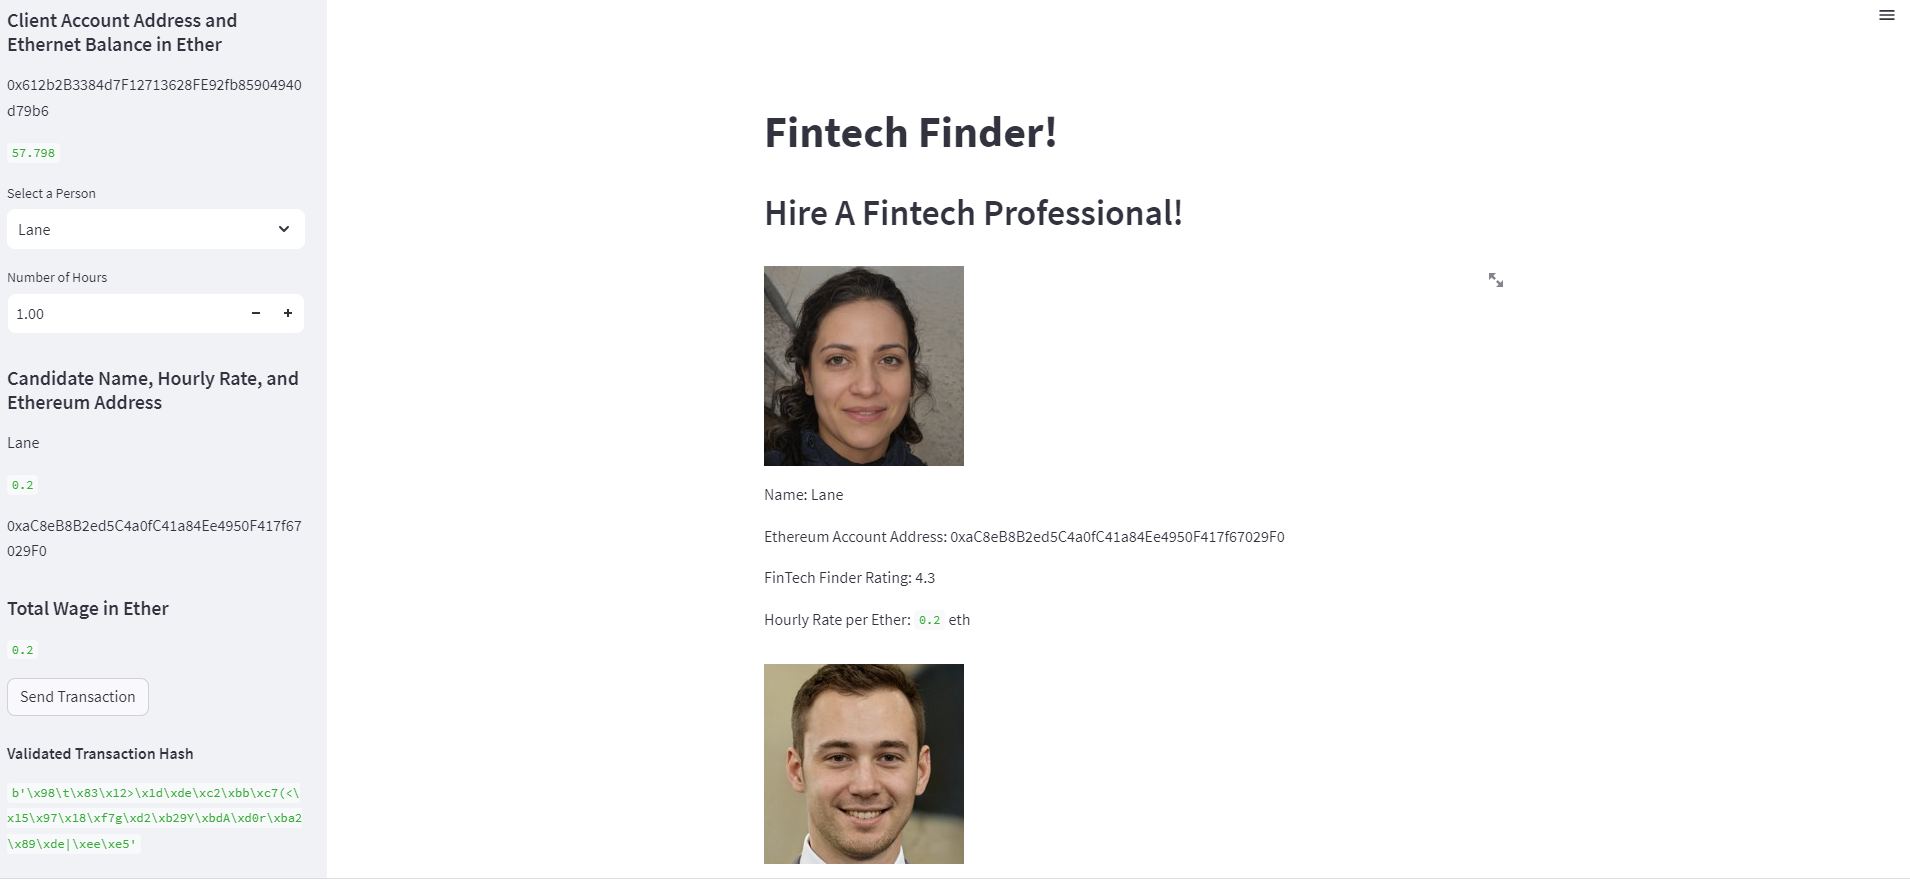 Client Account Address and
Ethernet Balance in Ether
0x612b2B3384d7F12713628FE92fb85904940
d79b6
57.798
Select a Person
Lane
Number of Hours
1.00
Candidate Name, Hourly Rate, and
Ethereum Address
Lane
0.2
0xaC8eB8B2ed5C4a0fC41a84Ee4950F417f67
029F0
Total Wage in Ether
0.2
Send Transaction
Validated Transaction Hash
b'\x98\t\x83\x12>\x1d\xde\xc2\xbb\xc7(<\
x15\x97\x18\xf7g\xd2\xb29Y\xbdA\xd0r\xba2
\x89\xde|\xee\xe5'
Fintech Finder!
Hire A Fintech Professional!
Name: Lane
Ethereum Account Address: 0xaC8eB8B2ed5C4a0fC41a84Ee4950F417f67029F0
FinTech Finder Rating: 4.3
Hourly Rate per Ether: 0.2 eth